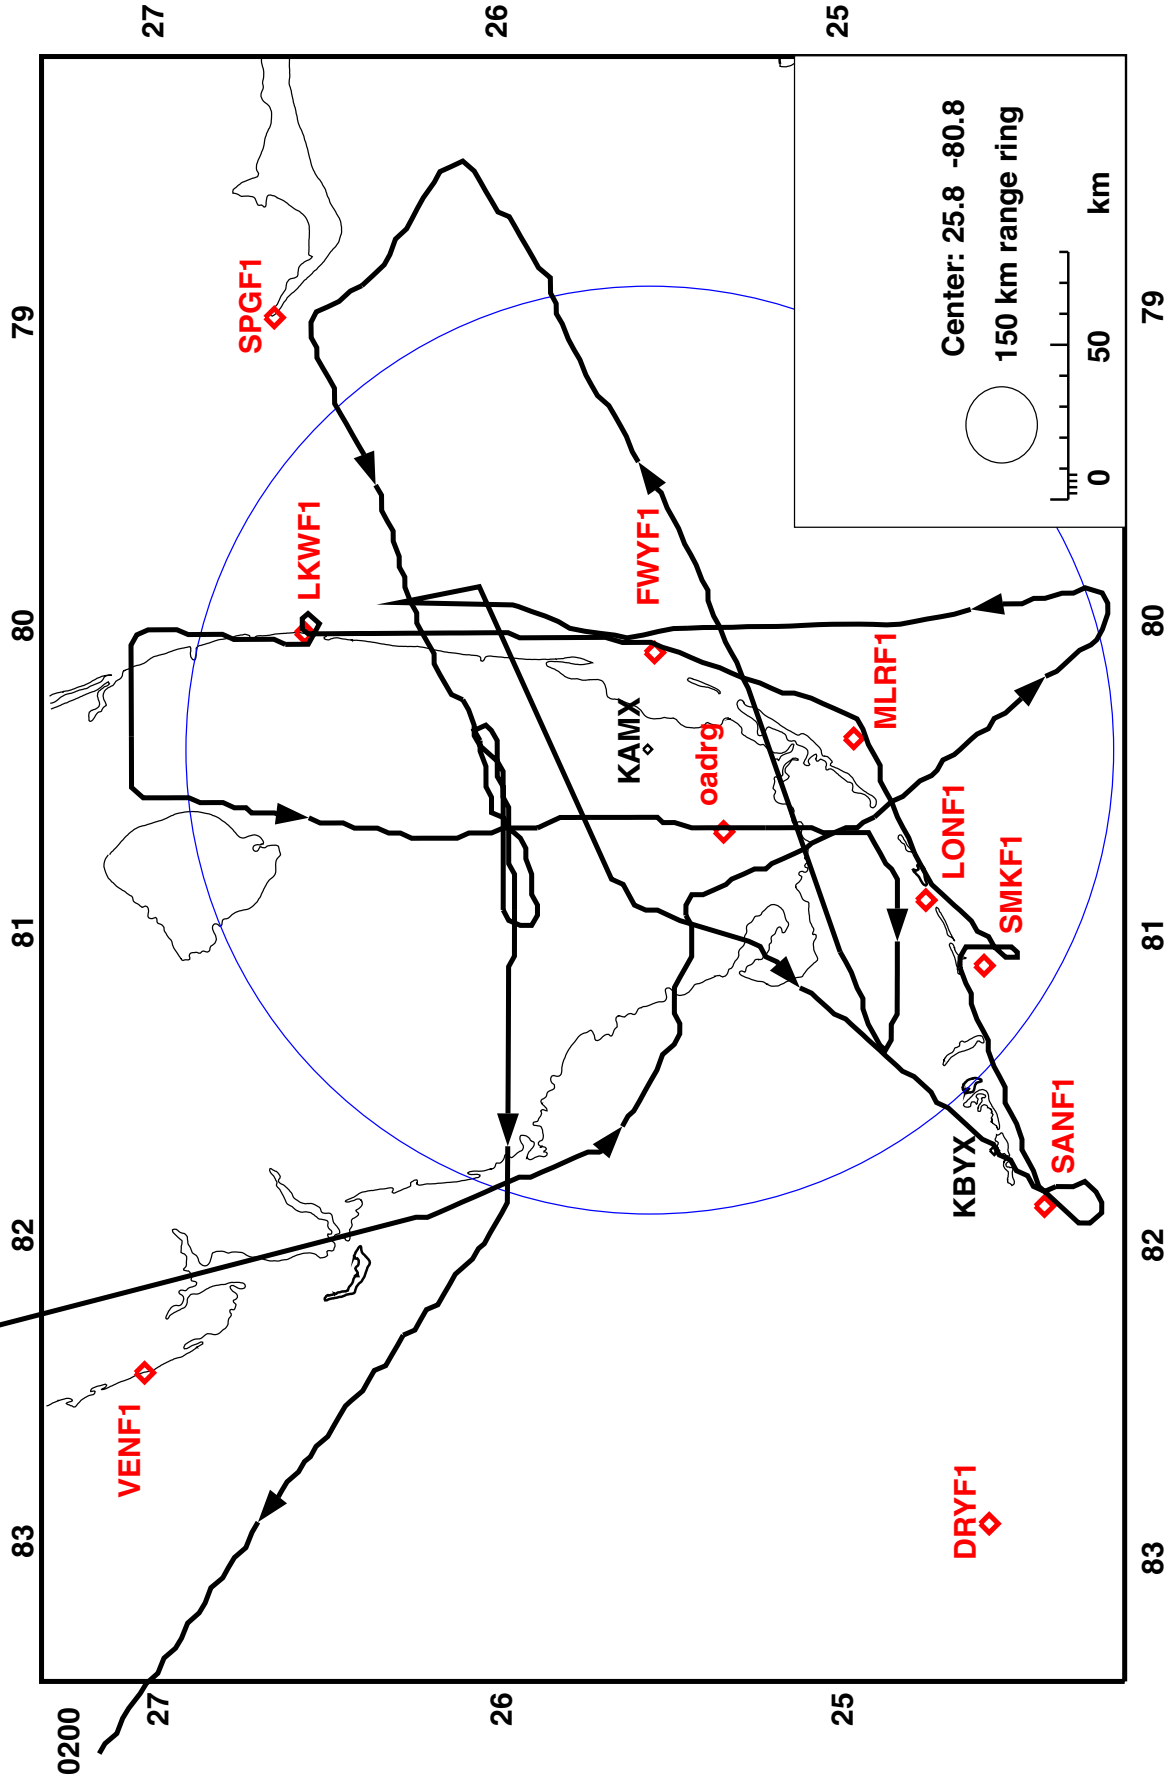 27
26
25
79
80
81
82
83
79
80
81
82
83
27
26
25
0200
SPGF1
LKWF1
FWYF1
KAMX
oadrg
MLRF1
LONF1
SMKF1
KBYX
SANF1
VENF1
DRYF1
Center: 25.8 -80.8
150 km range ring
0 50 km